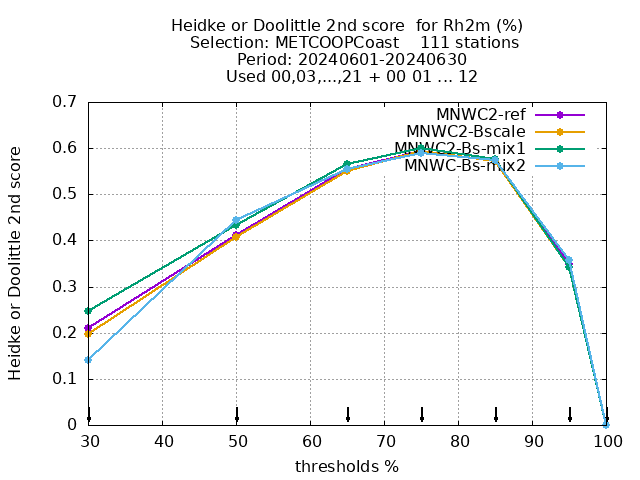 Heidke or Doolittle 2nd score  for Rh2m (%)
Selection: METCOOPCoast    111 stations
Period: 20240601-20240630
Used 00,03,...,21 + 00 01 ... 12
MNWC2-ref
MNWC2-Bscale
MNWC2-Bs-mix1
MNWC-Bs-mix2
Heidke or Doolittle 2nd score
0.7
0.6
0.5
0.4
0.3
0.2
0.1
0
30 40 50 60 70 80 90 100
thresholds %